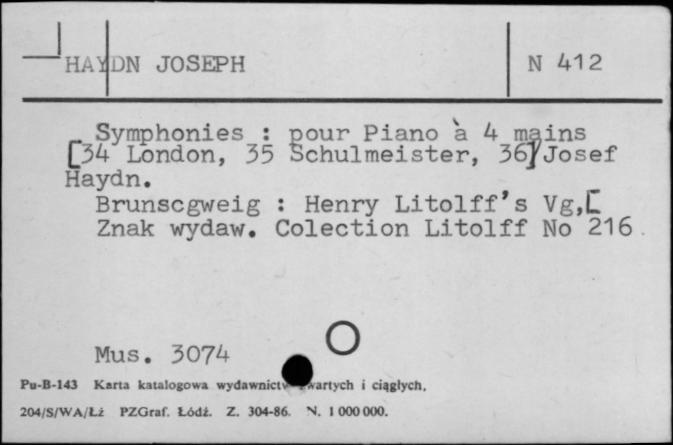 HAYDN JOSEPH N 412
Symphonies : pour Piano à 4 mains
[34 London, 35 Schulmeister, 36]/Josef
Haydn.
Brunscgweig : Henry Litolff's Vg,[
Znak wydaw. Colection Litolff No 216
Mus. 3074
Pu-B-143 Karta katalogowa wydawnictw zwartych i ciągłych,
204/S/WA/Łż PZGraf. Łódź. Z. 304-86. N. 1 000 000.